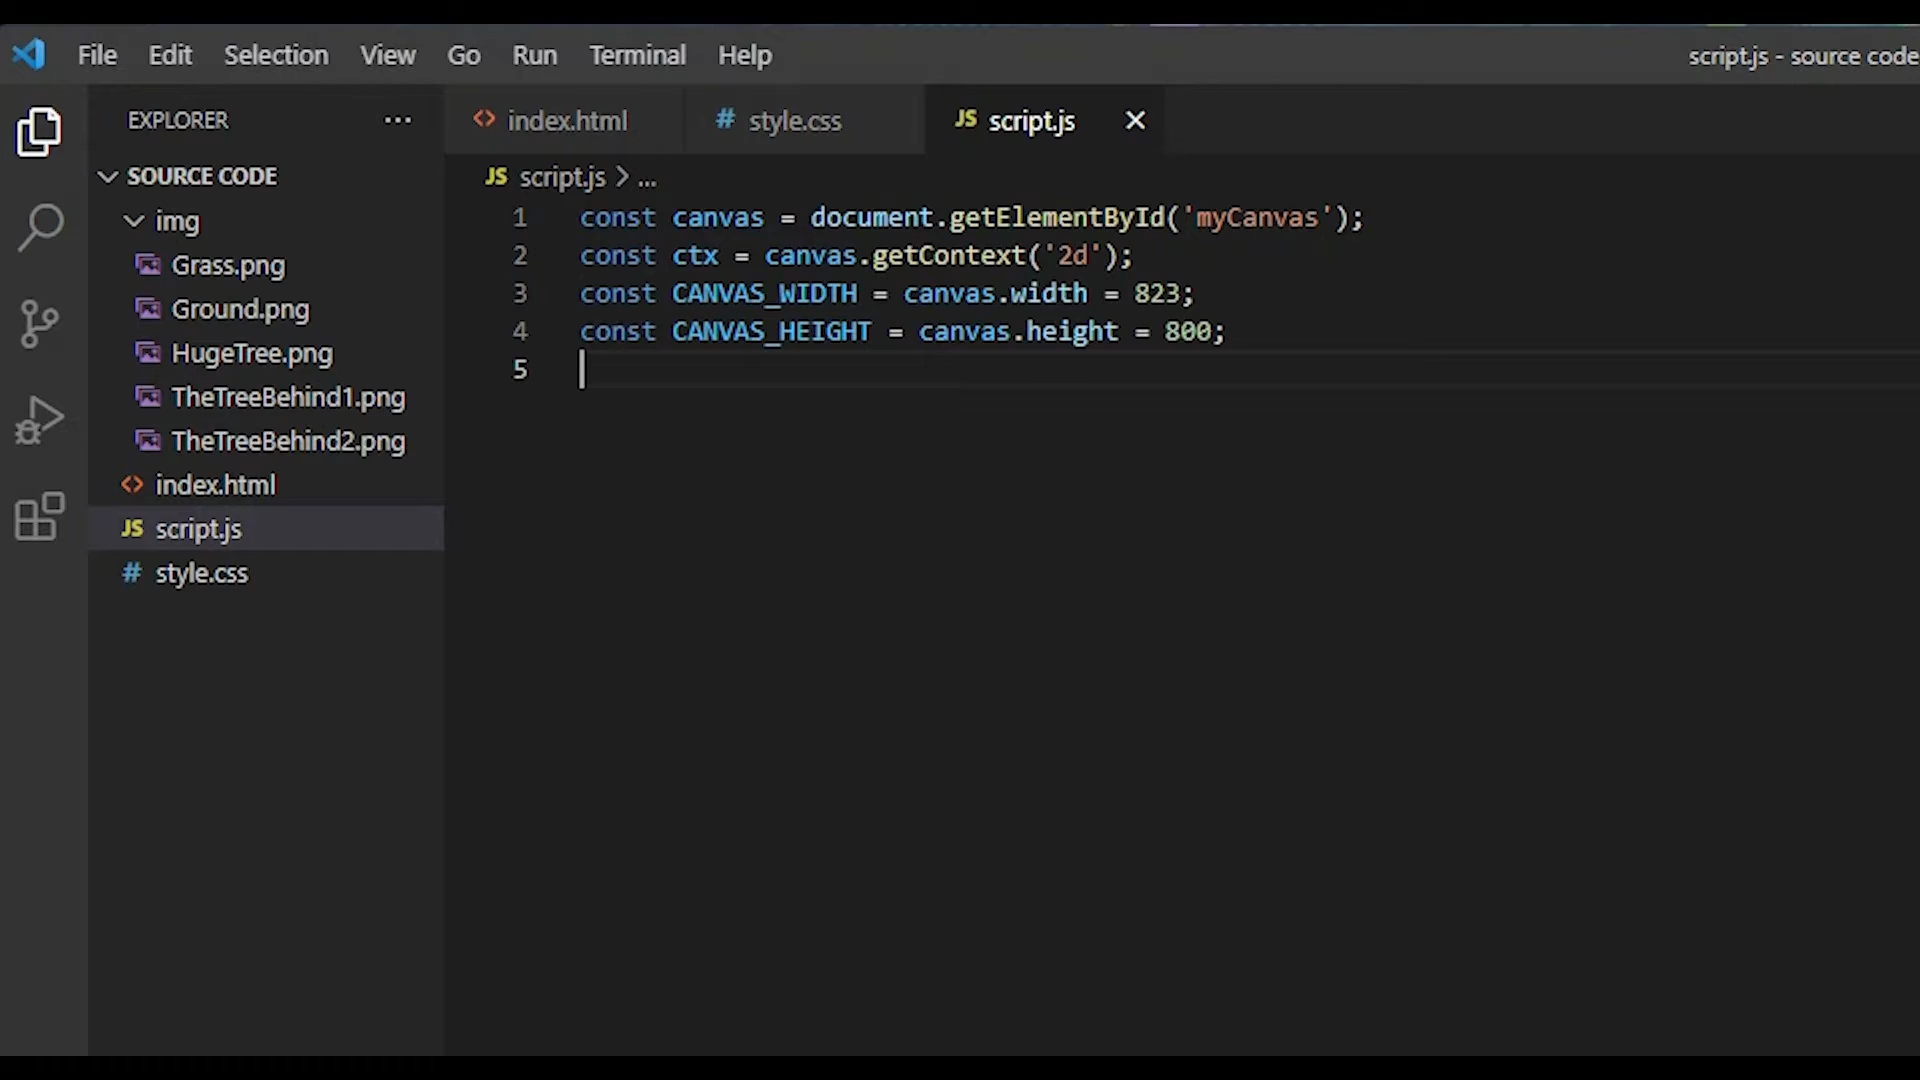 File Edit Selection View Go Run Terminal Help script.js - source code
EXPLORER ··· <> index.html # style.css JS script.js ✕
SOURCE CODE
JS script.js > ...
img
Grass.png
Ground.png
HugeTree.png
TheTreeBehind1.png
TheTreeBehind2.png
<> index.html
JS script.js
# style.css
1 const canvas = document.getElementById('myCanvas');
2 const ctx = canvas.getContext('2d');
3 const CANVAS_WIDTH = canvas.width = 823;
4 const CANVAS_HEIGHT = canvas.height = 800;
5